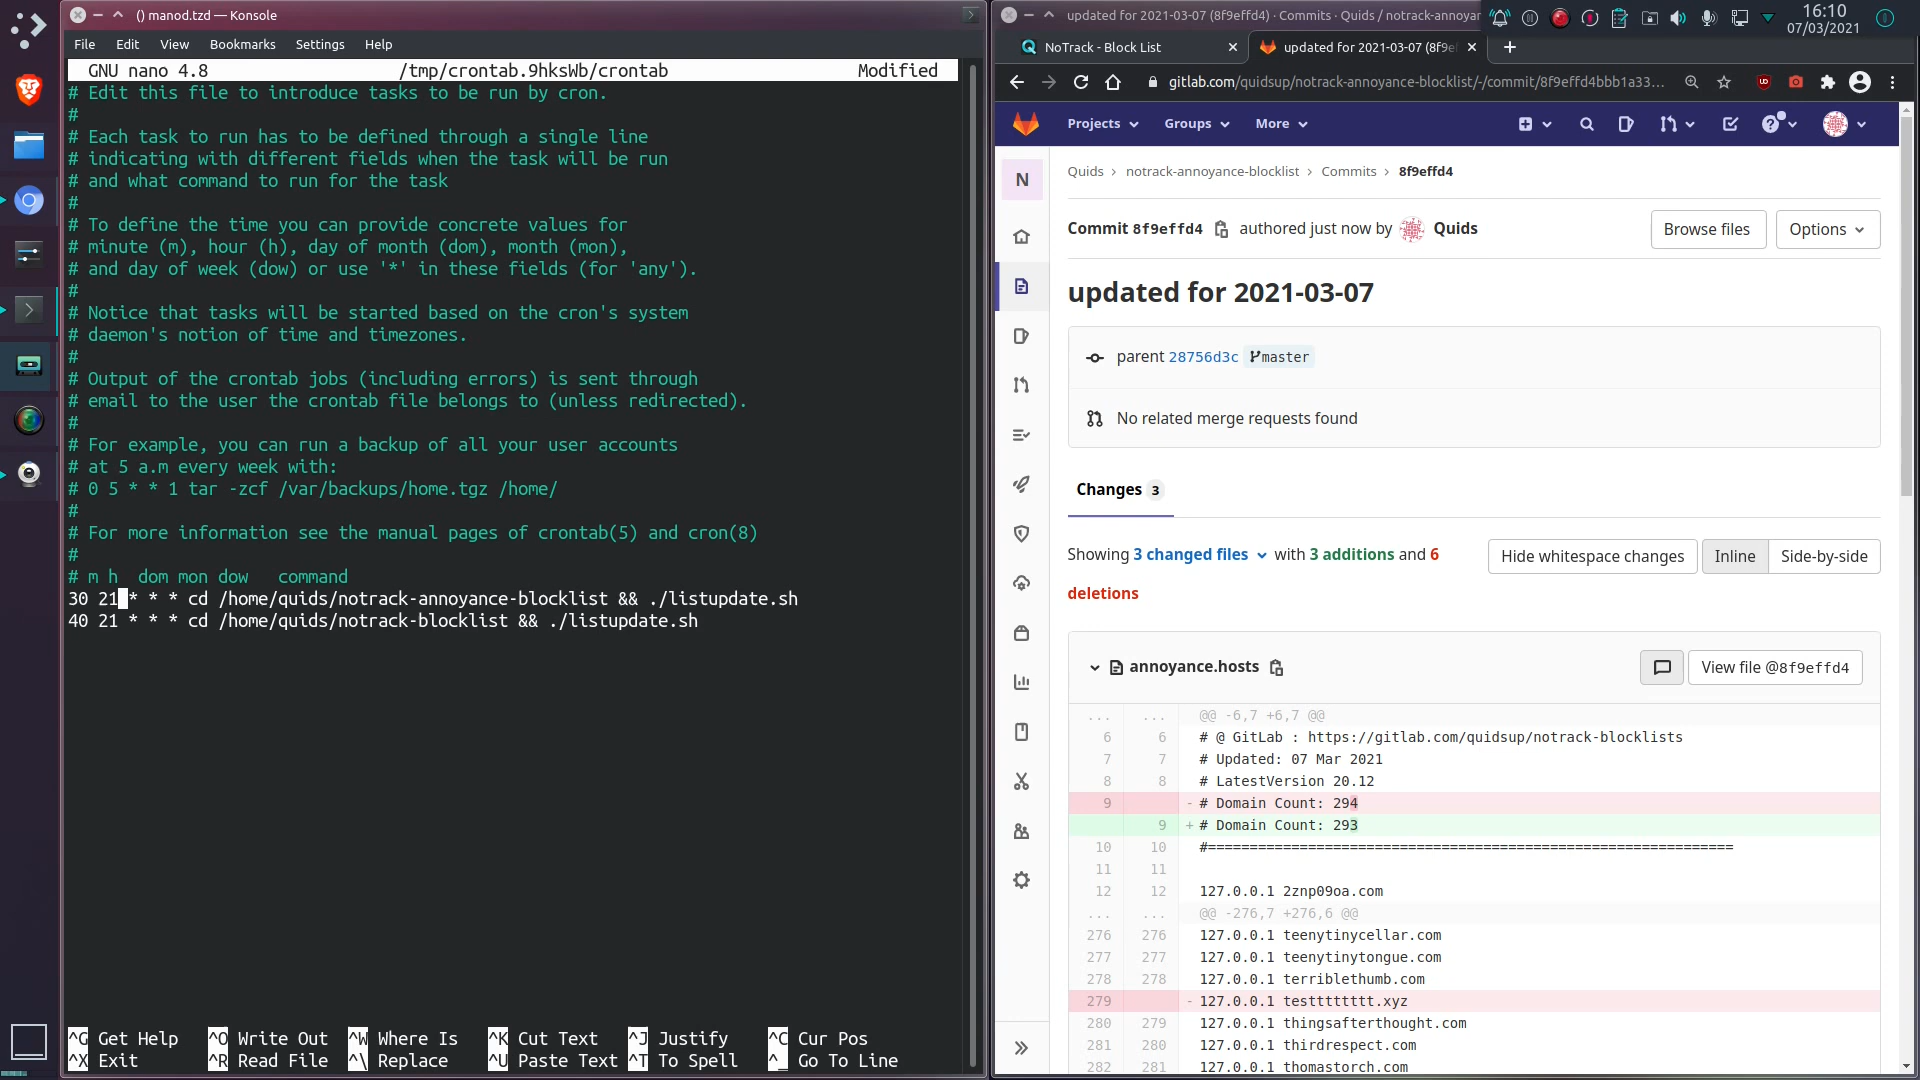 () manod.tzd — Konsole
File Edit View Bookmarks Settings Help
GNU nano 4.8 /tmp/crontab.9hksWb/crontab Modified
# Edit this file to introduce tasks to be run by cron.
#
# Each task to run has to be defined through a single line
# indicating with different fields when the task will be run
# and what command to run for the task
#
# To define the time you can provide concrete values for
# minute (m), hour (h), day of month (dom), month (mon),
# and day of week (dow) or use '*' in these fields (for 'any').
#
# Notice that tasks will be started based on the cron's system
# daemon's notion of time and timezones.
#
# Output of the crontab jobs (including errors) is sent through
# email to the user the crontab file belongs to (unless redirected).
#
# For example, you can run a backup of all your user accounts
# at 5 a.m every week with:
# 0 5 * * 1 tar -zcf /var/backups/home.tgz /home/
#
# For more information see the manual pages of crontab(5) and cron(8)
#
# m h  dom mon dow   command
30 21 * * * cd /home/quids/notrack-annoyance-blocklist && ./listupdate.sh
40 21 * * * cd /home/quids/notrack-blocklist && ./listupdate.sh
^G Get Help ^O Write Out ^W Where Is ^K Cut Text ^J Justify ^C Cur Pos
^X Exit ^R Read File ^\ Replace ^U Paste Text ^T To Spell ^_ Go To Line
updated for 2021-03-07 (8f9effd4) · Commits · Quids / notrack-annoyar
16:10
07/03/2021
NoTrack - Block List
updated for 2021-03-07 (8f9e
gitlab.com/quidsup/notrack-annoyance-blocklist/-/commit/8f9effd4bbb1a33...
Projects Groups More
N
Quids › notrack-annoyance-blocklist › Commits › 8f9effd4
Commit 8f9effd4 authored just now by Quids
Browse files
Options
updated for 2021-03-07
parent 28756d3c master
No related merge requests found
Changes 3
Showing 3 changed files with 3 additions and 6
deletions
Hide whitespace changes
Inline
Side-by-side
annoyance.hosts
View file @8f9effd4
... ... @@ -6,7 +6,7 @@
6 6 # @ GitLab : https://gitlab.com/quidsup/notrack-blocklists
7 7 # Updated: 07 Mar 2021
8 8 # LatestVersion 20.12
9 - # Domain Count: 294
9 + # Domain Count: 293
10 10 #===============================================================
11 11
12 12 127.0.0.1 2znp09oa.com
... ... @@ -276,7 +276,6 @@
276 276 127.0.0.1 teenytinycellar.com
277 277 127.0.0.1 teenytinytongue.com
278 278 127.0.0.1 terriblethumb.com
279 - 127.0.0.1 testttttttt.xyz
280 279 127.0.0.1 thingsafterthought.com
281 280 127.0.0.1 thirdrespect.com
282 281 127.0.0.1 thomastorch.com